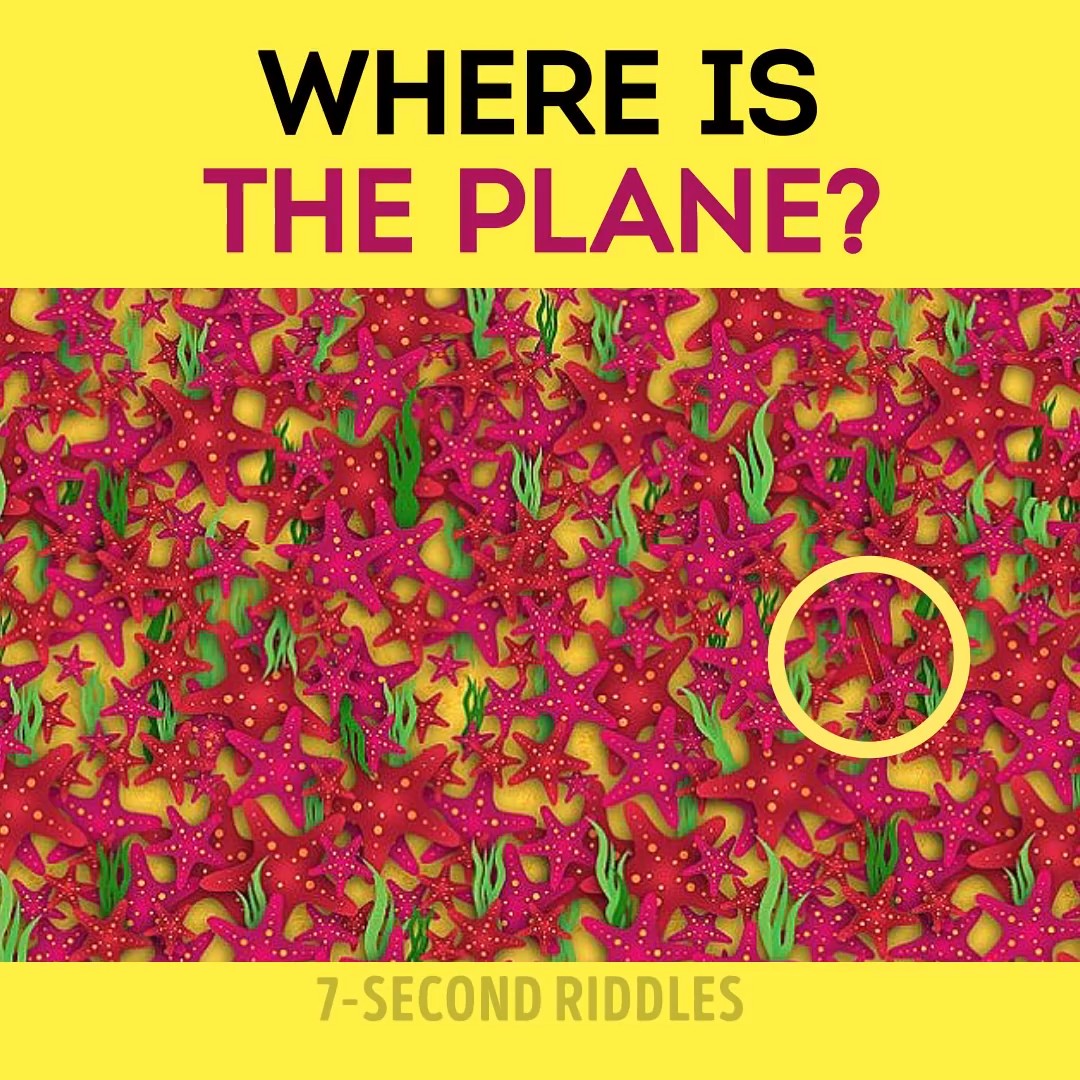 WHERE IS
THE PLANE?
7-SECOND RIDDLES